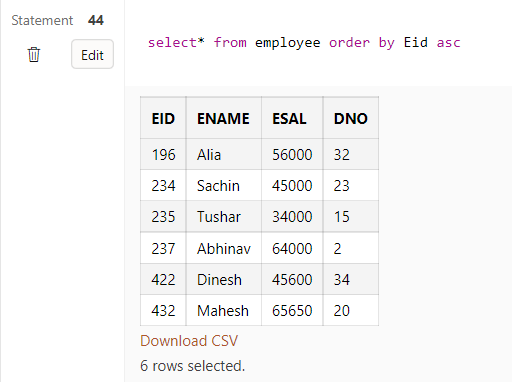 Statement 44
Edit
select* from employee order by Eid asc
EID ENAME ESAL DNO
196 Alia 56000 32
234 Sachin 45000 23
235 Tushar 34000 15
237 Abhinav 64000 2
422 Dinesh 45600 34
432 Mahesh 65650 20
Download CSV
6 rows selected.